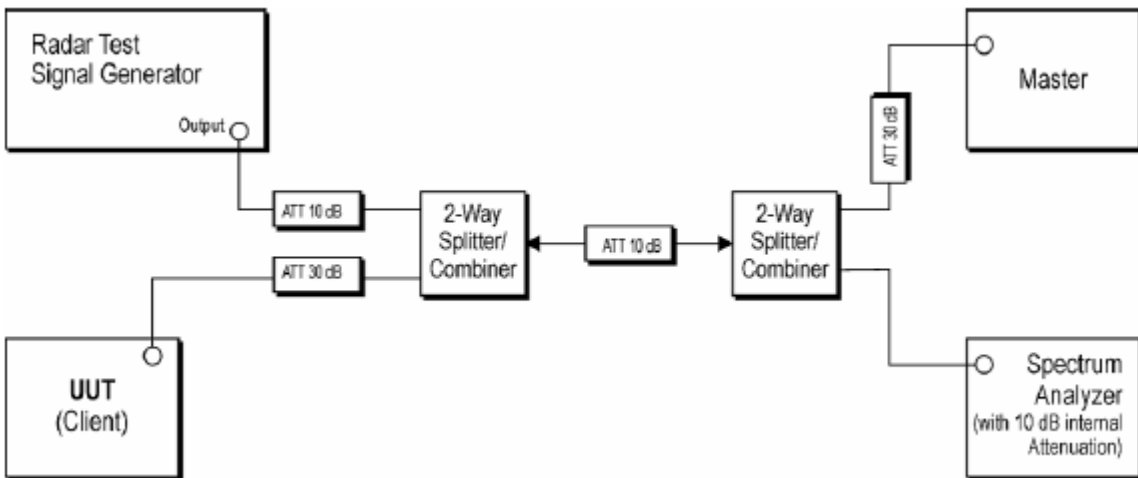 Radar Test
Signal Generator
Output
ATT 10 dB
ATT 30 dB
2-Way
Splitter/
Combiner
ATT 10 dB
2-Way
Splitter/
Combiner
ATT 30 dB
Master
UUT
(Client)
Spectrum
Analyzer
(with 10 dB internal
Attenuation)